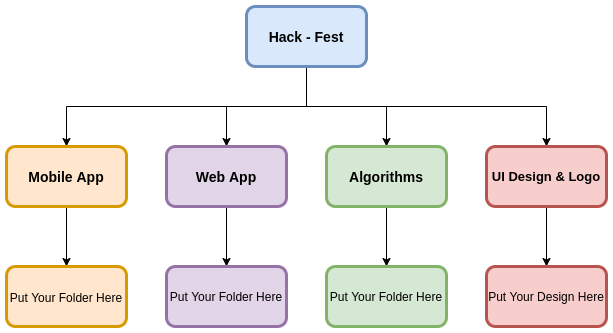 Hack - Fest
Mobile App
Web App
Algorithms
UI Design & Logo
Put Your Folder Here
Put Your Folder Here
Put Your Folder Here
Put Your Design Here